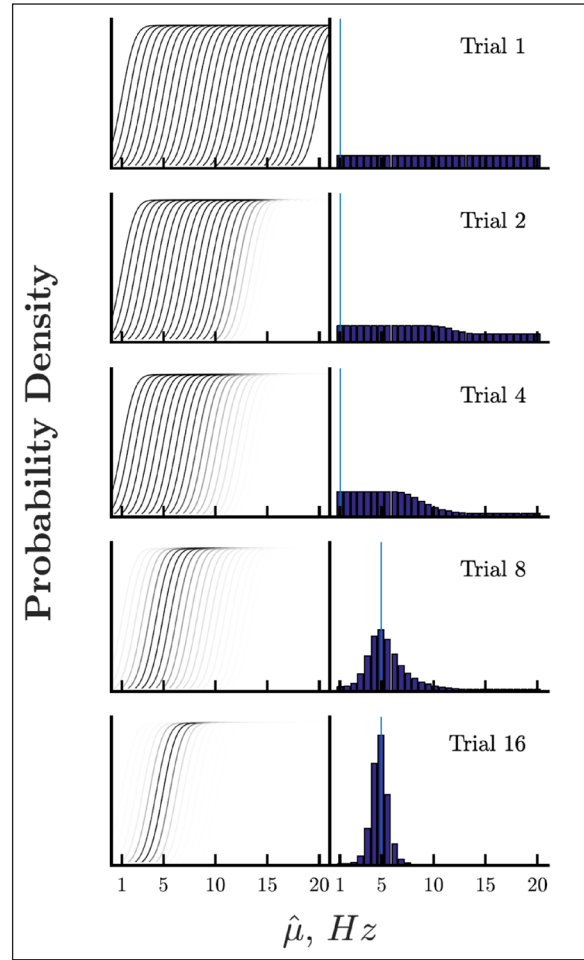 Probability Density
Trial 1
Trial 2
Trial 4
Trial 8
Trial 16
1 5 10 15 20 1 5 10 15 20
μ̂, Hz